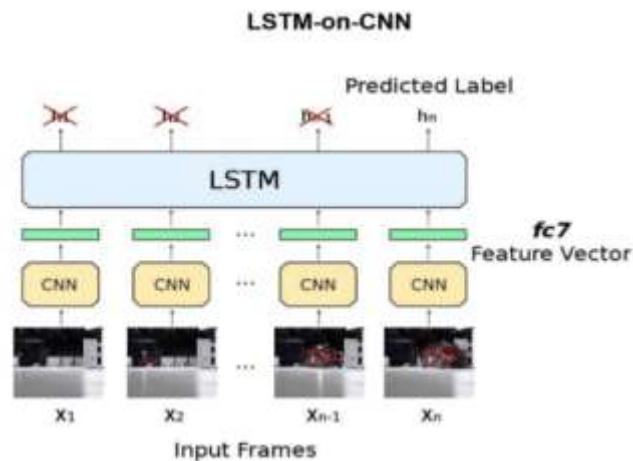 LSTM-on-CNN
Predicted Label
h1 h2 hn-1 hn
LSTM
... fc7
Feature Vector
CNN CNN ... CNN CNN
...
X1 X2 Xn-1 Xn
Input Frames